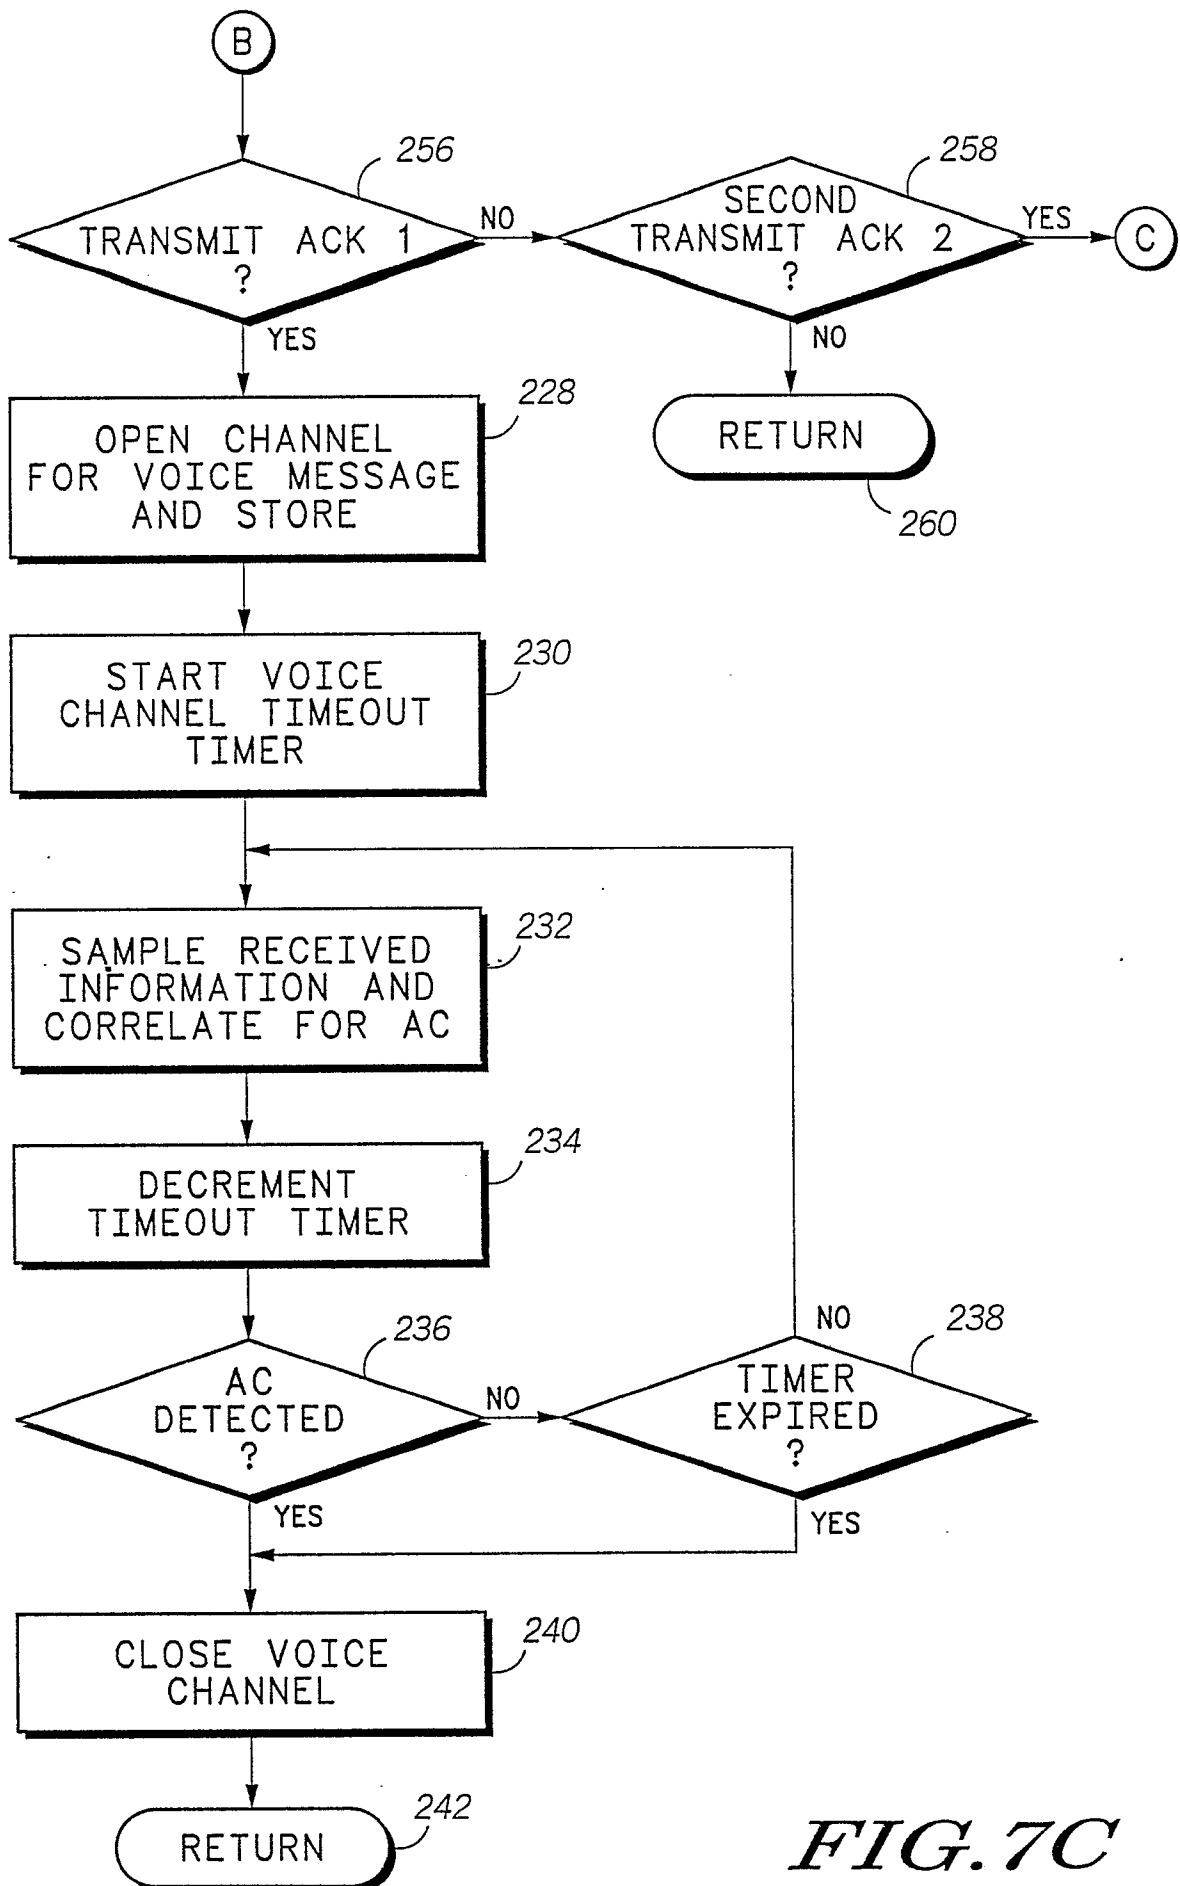 B
256
TRANSMIT ACK 1
?
NO
YES
258
SECOND
TRANSMIT ACK 2
?
YES
C
NO
RETURN
260
228
OPEN CHANNEL
FOR VOICE MESSAGE
AND STORE
230
START VOICE
CHANNEL TIMEOUT
TIMER
232
SAMPLE RECEIVED
INFORMATION AND
CORRELATE FOR AC
234
DECREMENT
TIMEOUT TIMER
236
AC
DETECTED
?
NO
YES
238
NO
TIMER
EXPIRED
?
YES
240
CLOSE VOICE
CHANNEL
242
RETURN
FIG. 7C